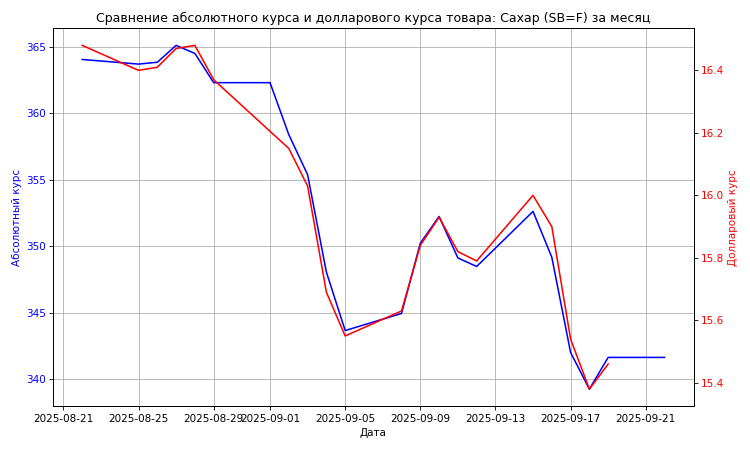 Сравнение абсолютного курса и долларового курса товара: Сахар (SB=F) за месяц
365
360
355
350
345
340
Абсолютный курс
16.4
16.2
16.0
15.8
15.6
15.4
Долларовый курс
2025-08-21 2025-08-25 2025-08-29 2025-09-01 2025-09-05 2025-09-09 2025-09-13 2025-09-17 2025-09-21
Дата